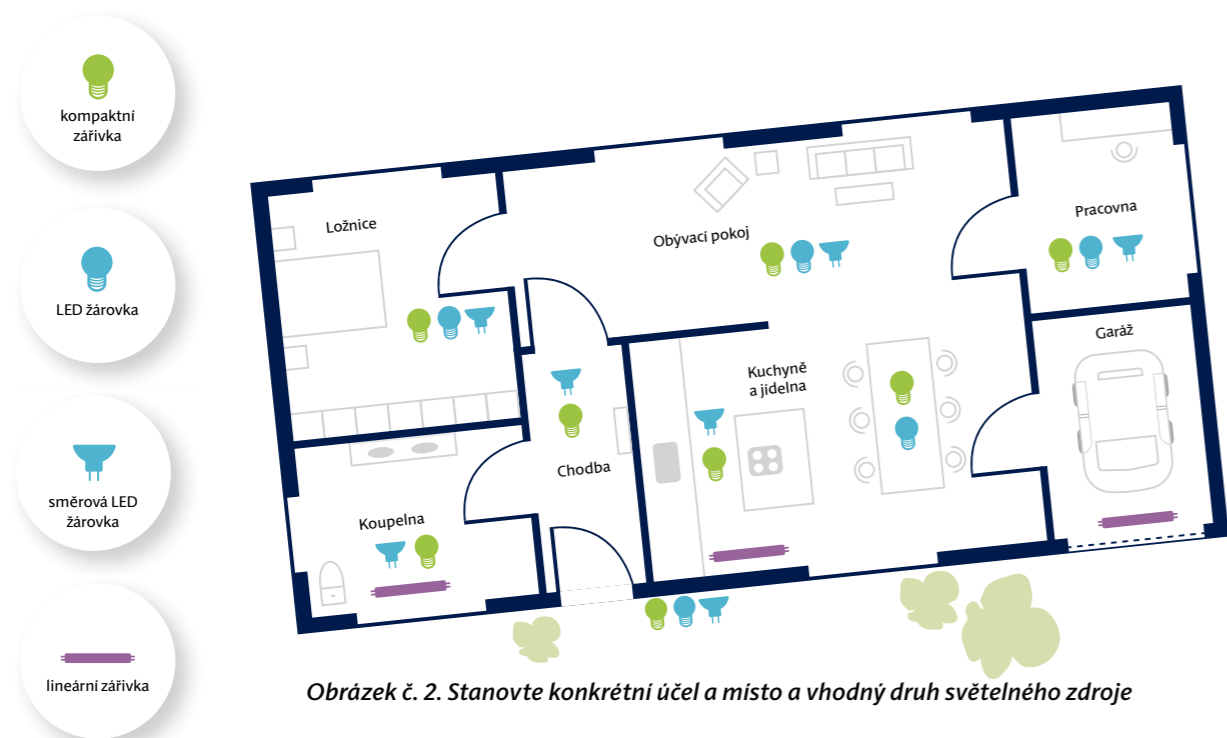 kompaktní
zářivka
LED žárovka
směrová LED
žárovka
lineární zářivka
Ložnice
Obývací pokoj
Pracovna
Garáž
Kuchyně
a jídelna
Chodba
Koupelna
Obrázek č. 2. Stanovte konkrétní účel a místo a vhodný druh světelného zdroje